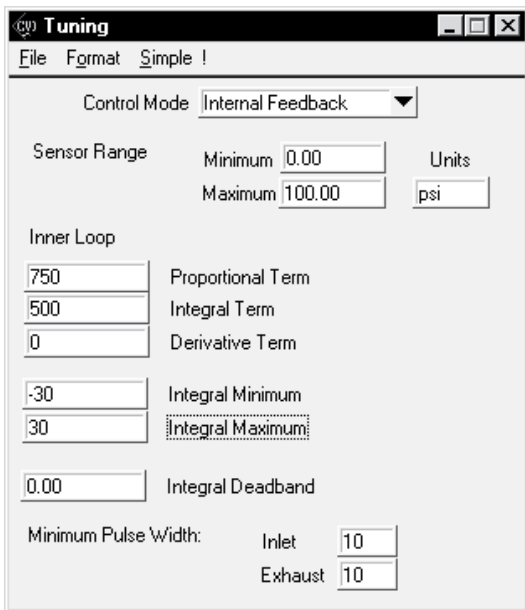 CVI Tuning
File Format Simple !
Control Mode Internal Feedback
Sensor Range Minimum 0.00 Units
Maximum 100.00 psi
Inner Loop
750 Proportional Term
500 Integral Term
0 Derivative Term
-30 Integral Minimum
30 Integral Maximum
0.00 Integral Deadband
Minimum Pulse Width: Inlet 10
Exhaust 10